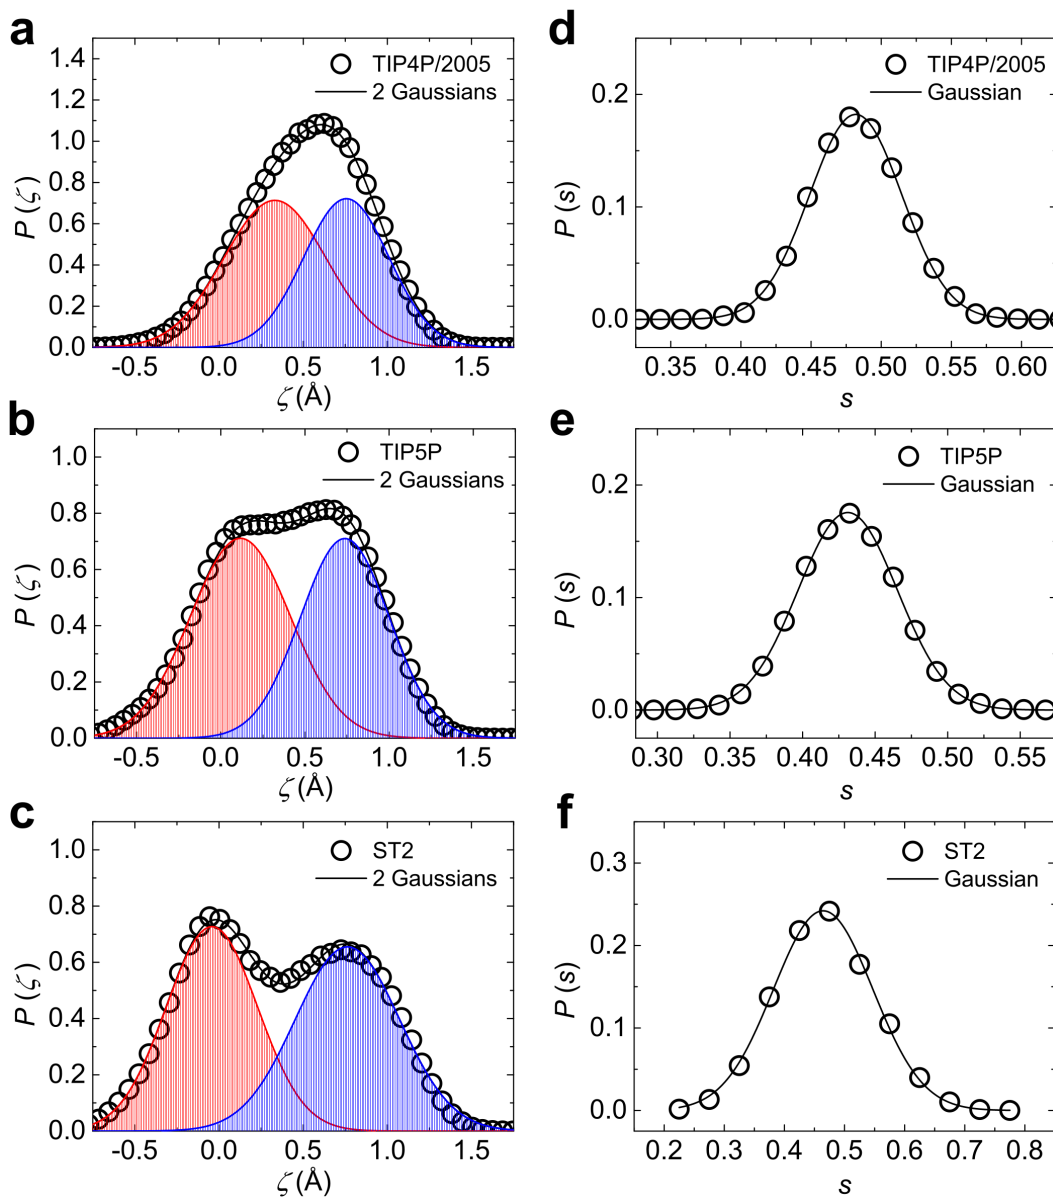 a
TIP4P/2005
2 Gaussians
1.4
1.2
1.0
0.8
0.6
0.4
0.2
0.0
P (ζ)
-0.5 0.0 0.5 1.0 1.5
ζ (Å)
d
TIP4P/2005
Gaussian
0.2
0.1
0.0
P (s)
0.35 0.40 0.45 0.50 0.55 0.60
s
b
TIP5P
2 Gaussians
1.0
0.8
0.6
0.4
0.2
0.0
P (ζ)
-0.5 0.0 0.5 1.0 1.5
ζ (Å)
e
TIP5P
Gaussian
0.2
0.1
0.0
P (s)
0.30 0.35 0.40 0.45 0.50 0.55
s
c
ST2
2 Gaussians
1.0
0.8
0.6
0.4
0.2
0.0
P (ζ)
-0.5 0.0 0.5 1.0 1.5
ζ (Å)
f
ST2
Gaussian
0.3
0.2
0.1
0.0
P (s)
0.2 0.3 0.4 0.5 0.6 0.7 0.8
s